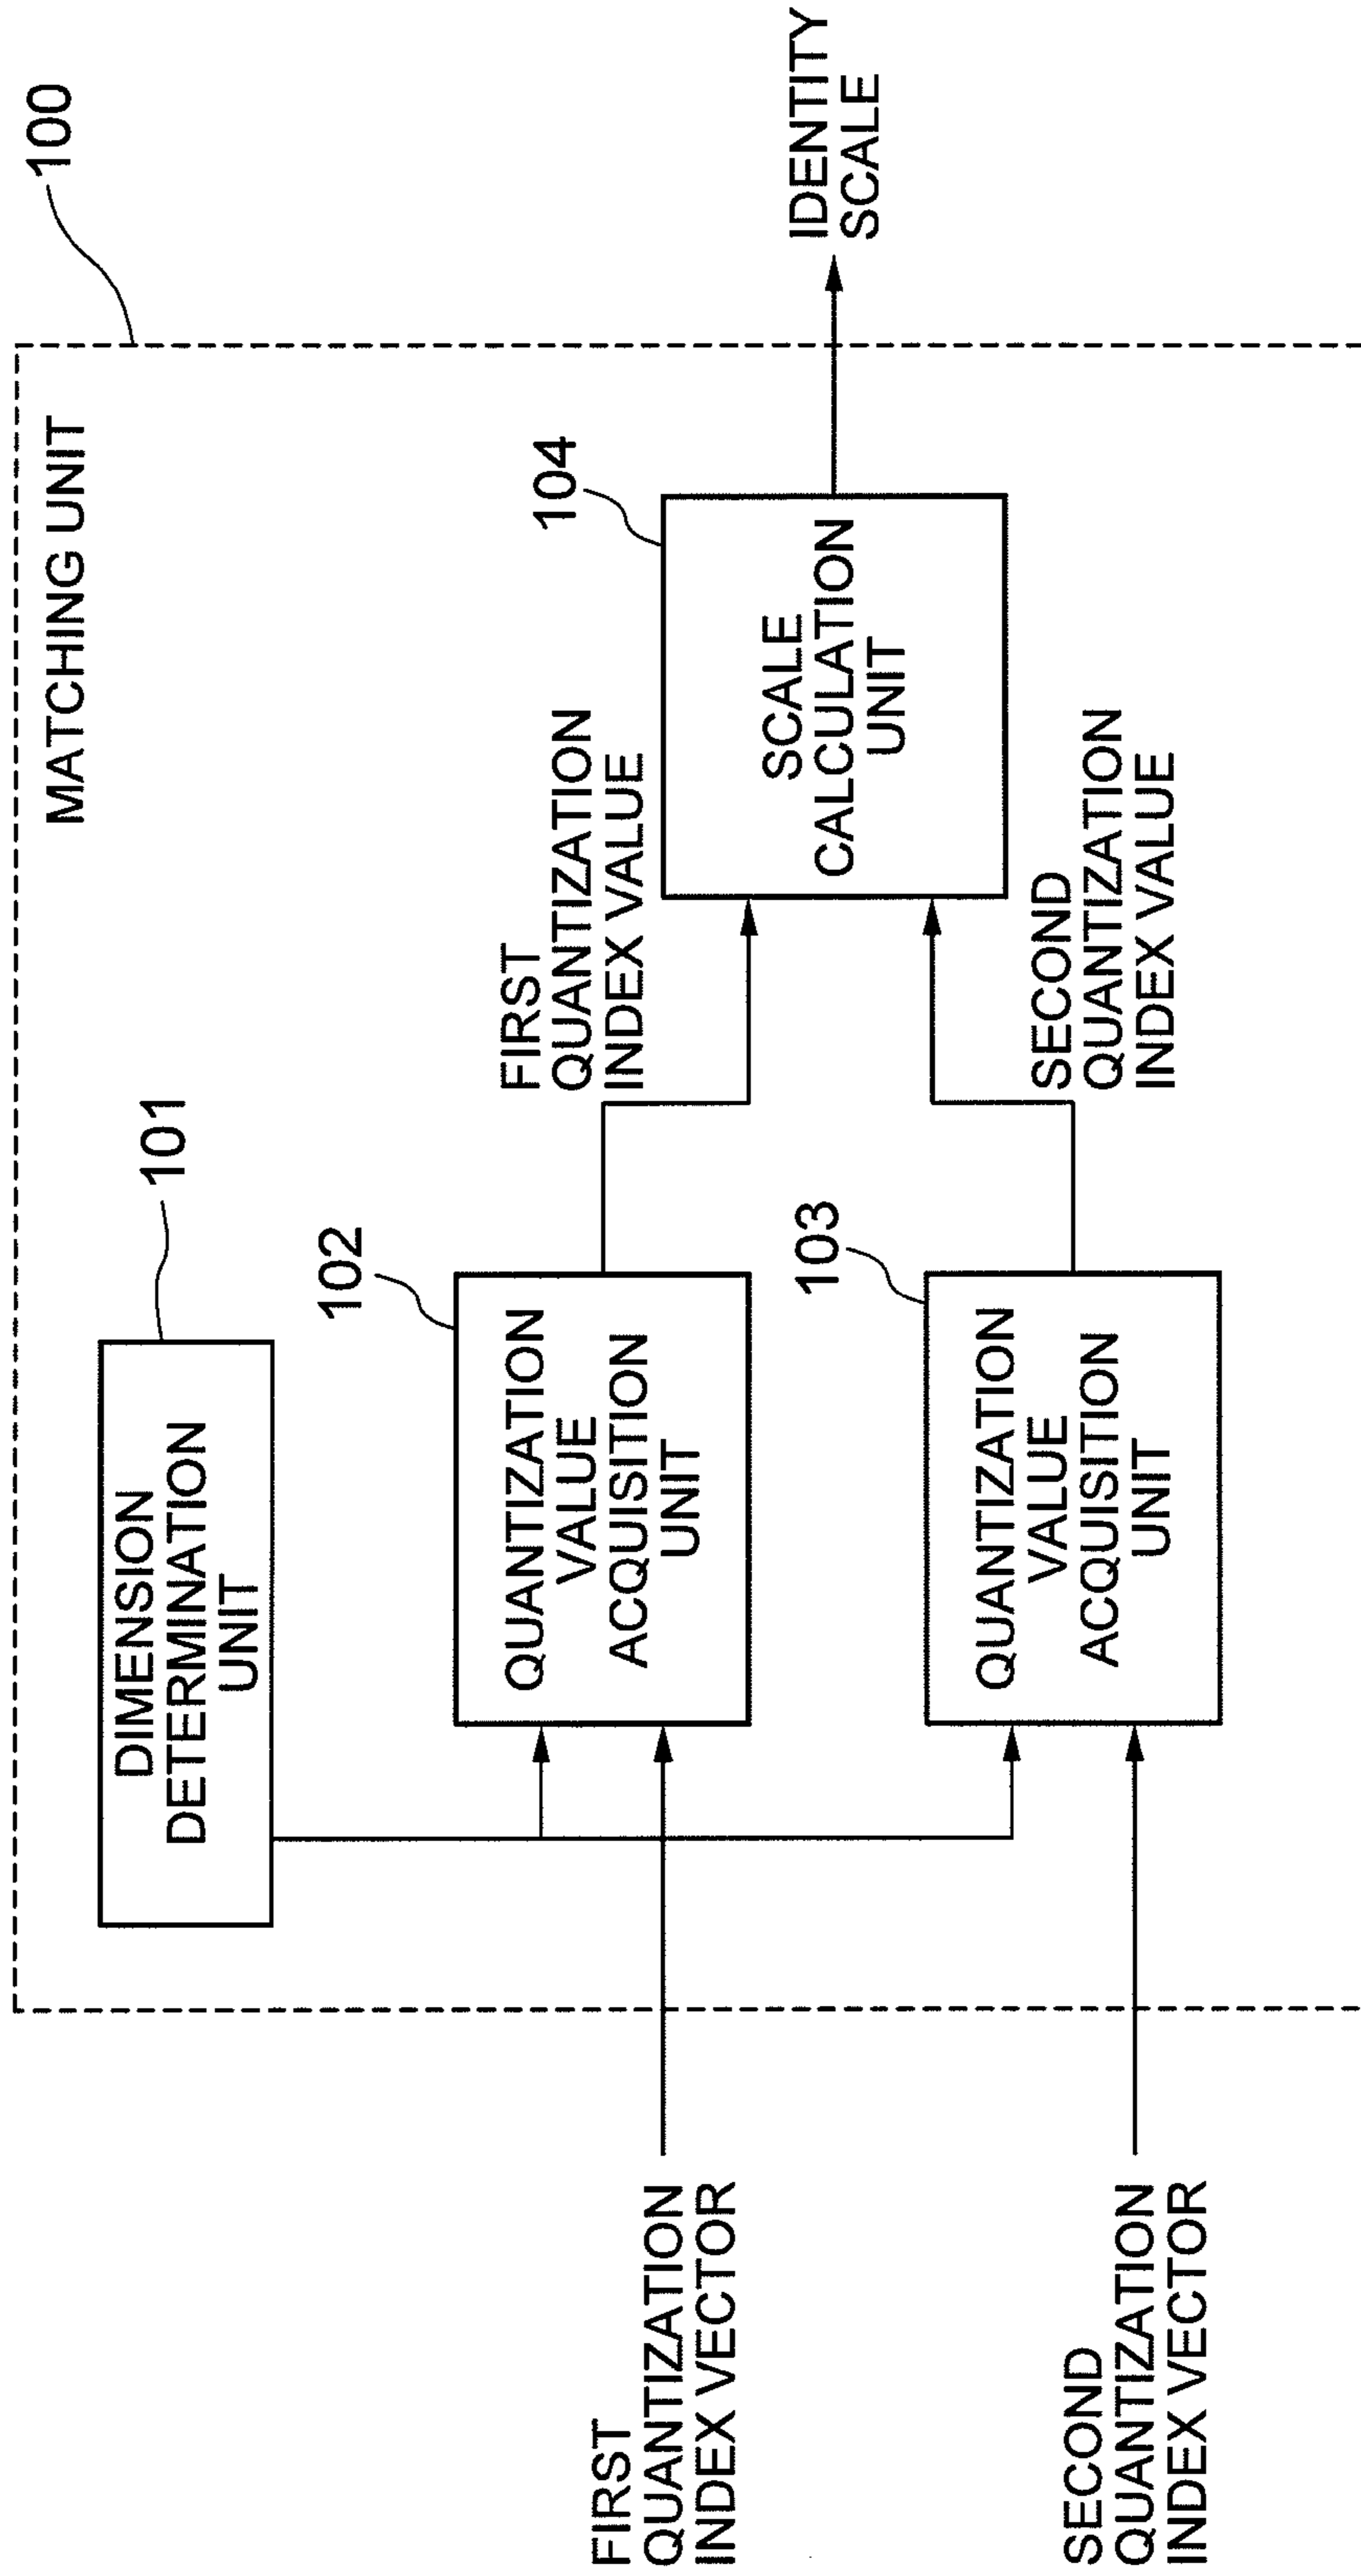 100
MATCHING UNIT
101
DIMENSION
DETERMINATION
UNIT
102
QUANTIZATION
VALUE
ACQUISITION
UNIT
FIRST
QUANTIZATION
INDEX VALUE
104
SCALE
CALCULATION
UNIT
IDENTITY
SCALE
FIRST
QUANTIZATION
INDEX VECTOR
103
QUANTIZATION
VALUE
ACQUISITION
UNIT
SECOND
QUANTIZATION
INDEX VALUE
SECOND
QUANTIZATION
INDEX VECTOR